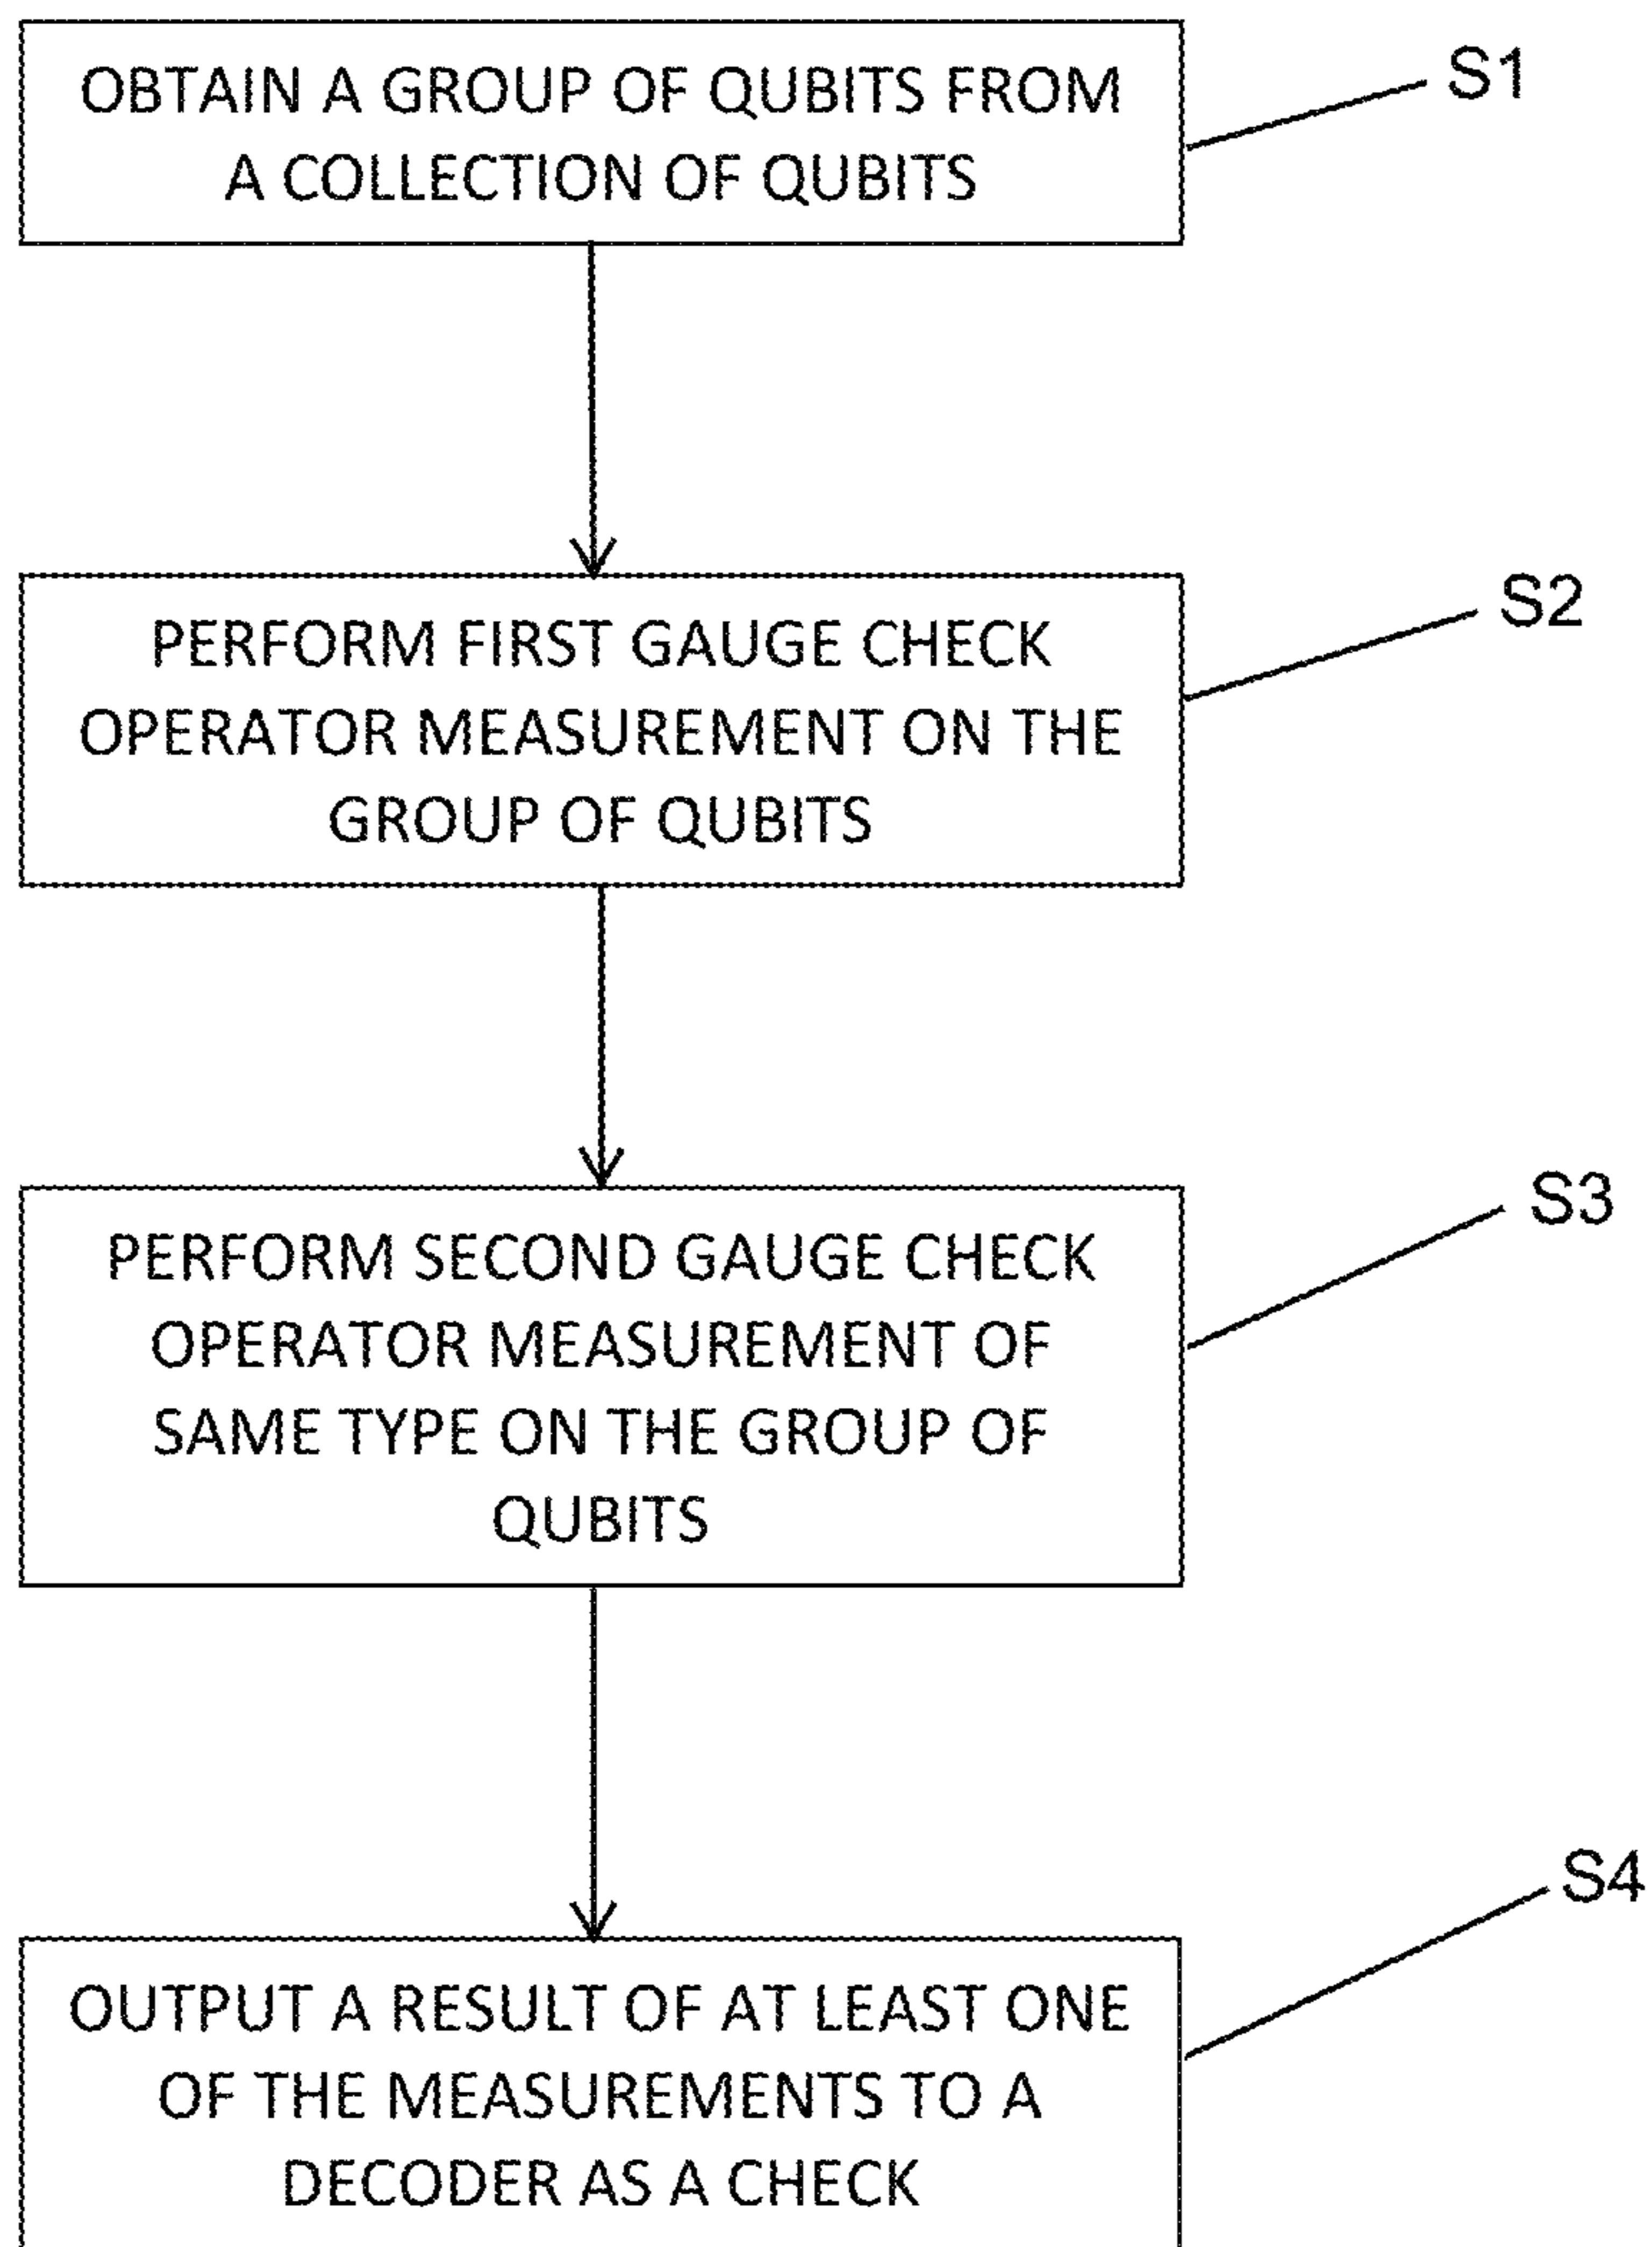 OBTAIN A GROUP OF QUBITS FROM
A COLLECTION OF QUBITS
S1
PERFORM FIRST GAUGE CHECK
OPERATOR MEASUREMENT ON THE
GROUP OF QUBITS
S2
PERFORM SECOND GAUGE CHECK
OPERATOR MEASUREMENT OF
SAME TYPE ON THE GROUP OF
QUBITS
S3
OUTPUT A RESULT OF AT LEAST ONE
OF THE MEASUREMENTS TO A
DECODER AS A CHECK
S4